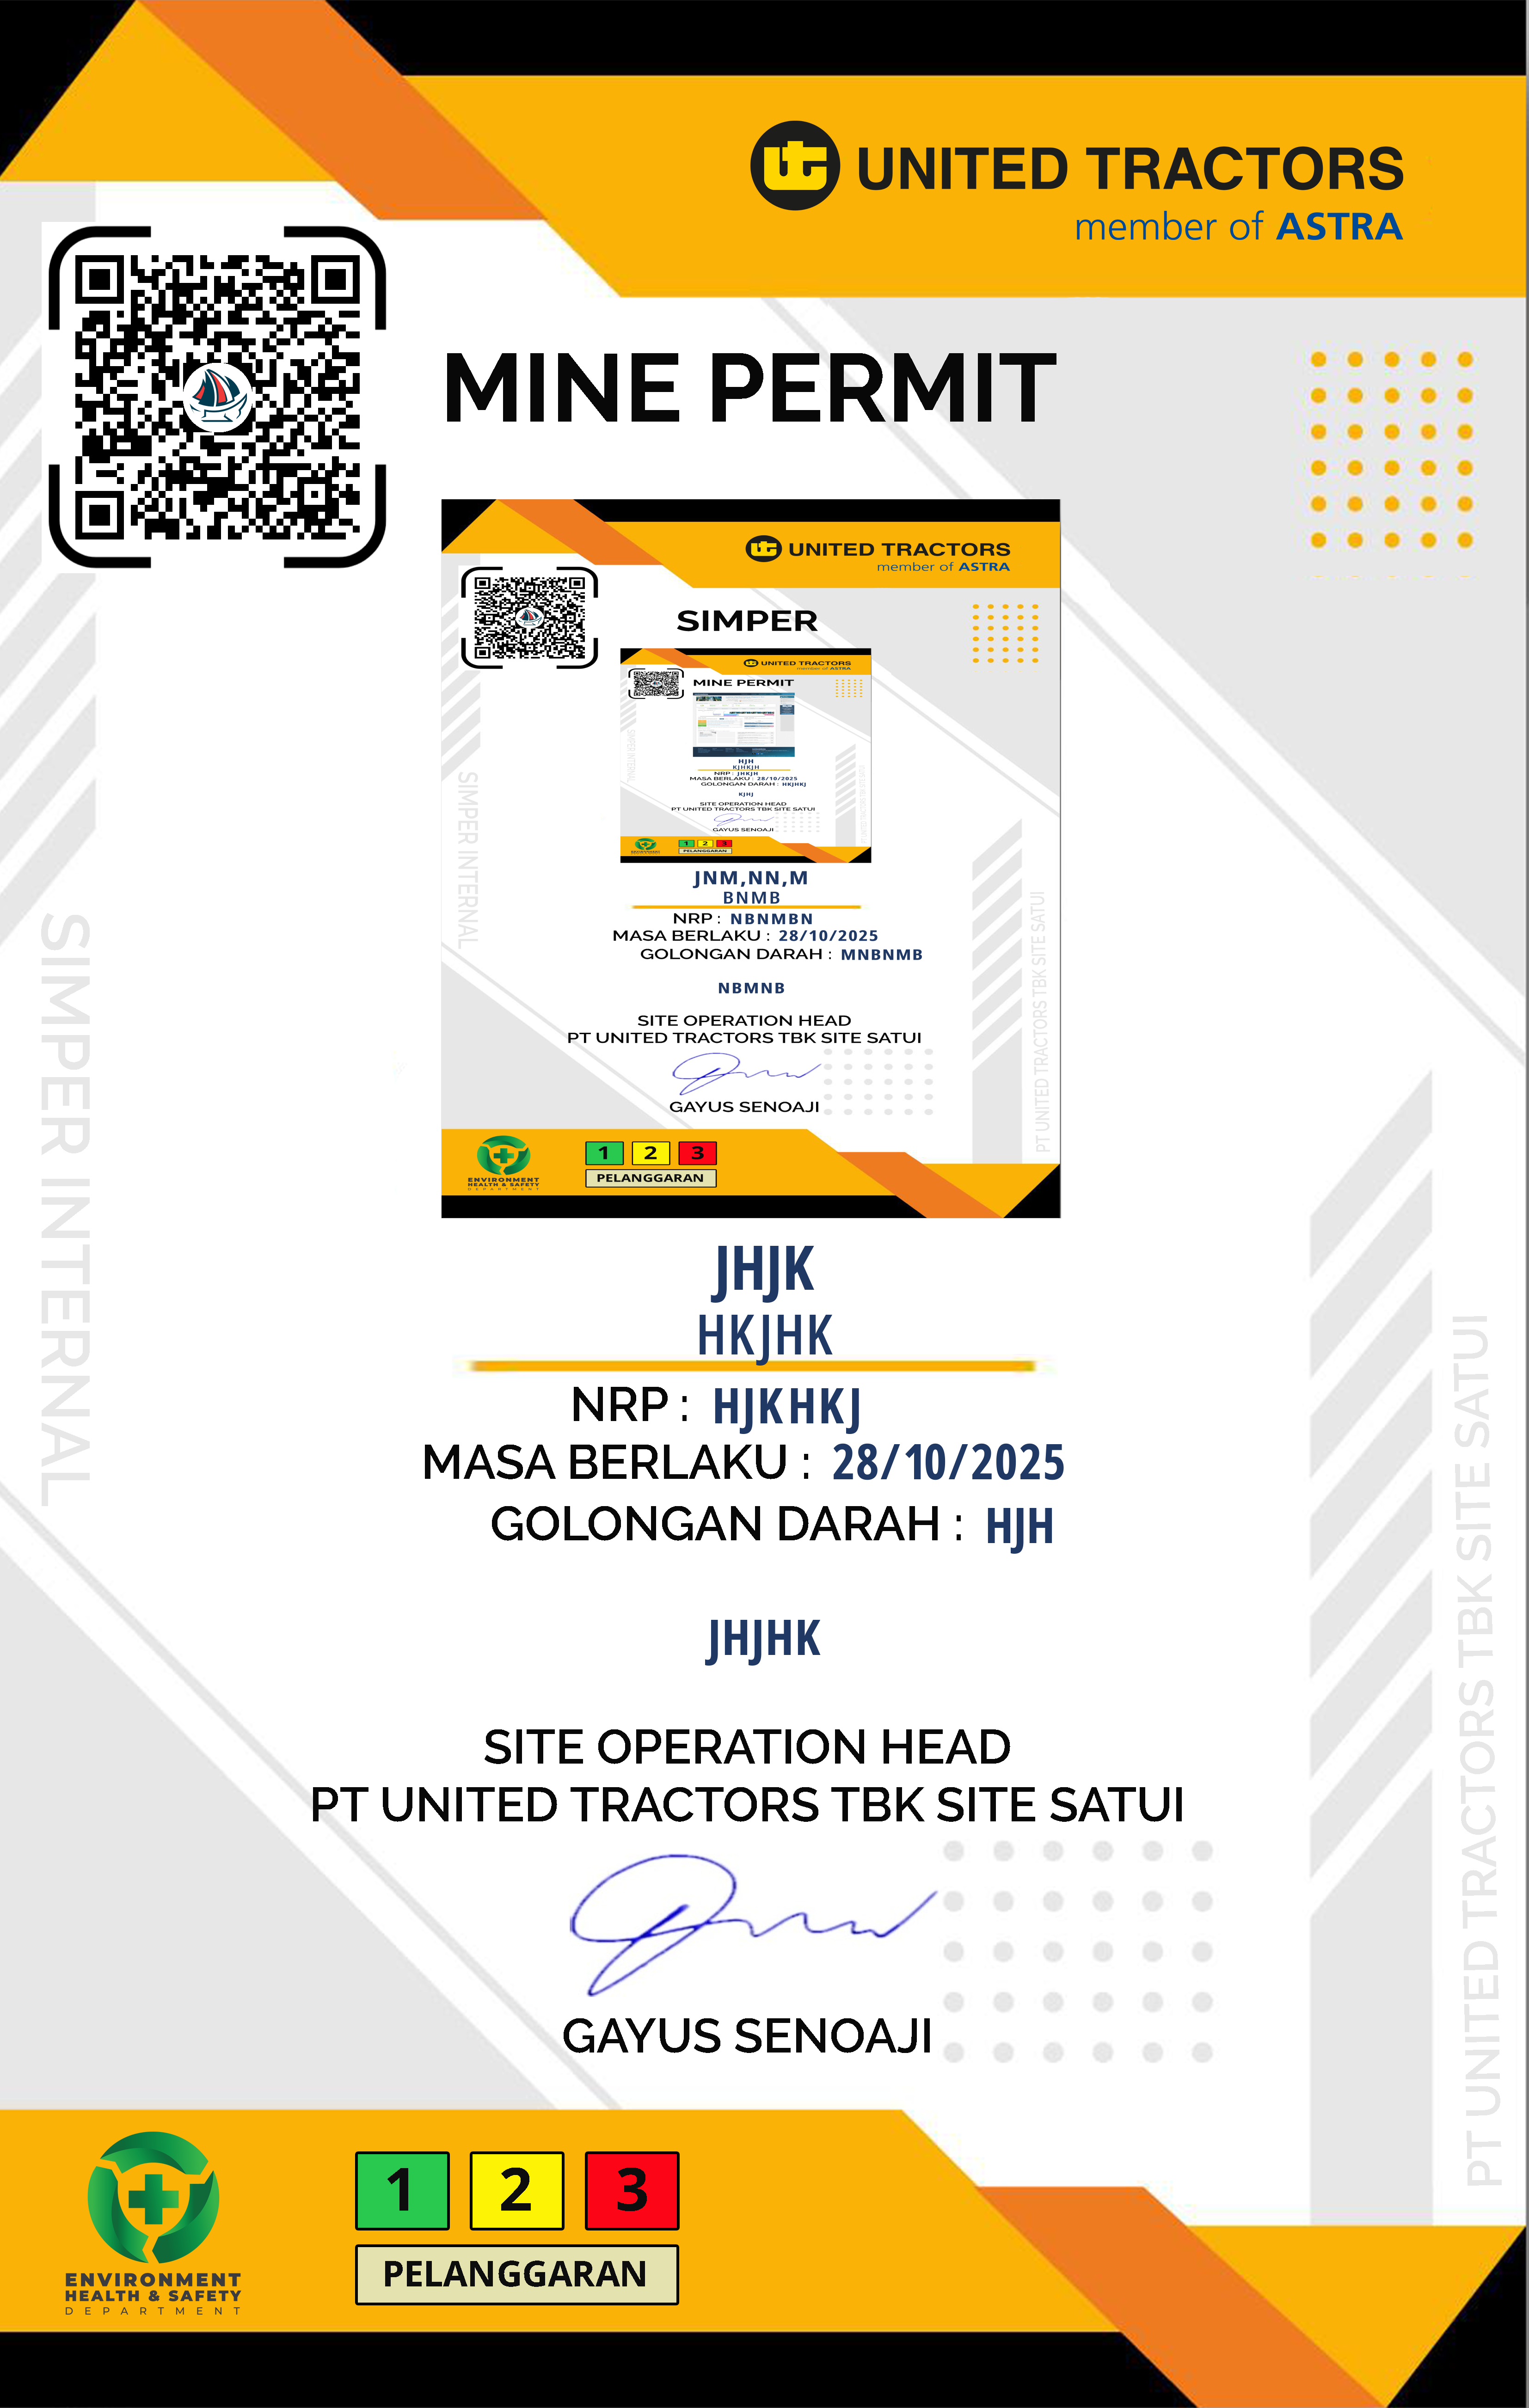 UNITED TRACTORS
member of ASTRA
MINE PERMIT
UNITED TRACTORS
member of ASTRA
SIMPER
UNITED TRACTORS
member of ASTRA
MINE PERMIT
HJH
KJHKJH
NRP : JHKJH
MASA BERLAKU : 28/10/2025
GOLONGAN DARAH : HKJHKJ
KJHJ
SITE OPERATION HEAD
PT UNITED TRACTORS TBK SITE SATUI
GAYUS SENOAJI
1 2 3
PELANGGARAN
JNM,NN,M
BNMB
NRP : NBNMBN
MASA BERLAKU : 28/10/2025
GOLONGAN DARAH : MNBNMB
NBMNB
SITE OPERATION HEAD
PT UNITED TRACTORS TBK SITE SATUI
GAYUS SENOAJI
SIMPER INTERNAL
PT UNITED TRACTORS TBK SITE SATUI
ENVIRONMENT
HEALTH & SAFETY
DEPARTMENT
1 2 3
PELANGGARAN
JHJK
HKJHK
NRP : HJKHKJ
MASA BERLAKU : 28/10/2025
GOLONGAN DARAH : HJH
JHJHK
SITE OPERATION HEAD
PT UNITED TRACTORS TBK SITE SATUI
GAYUS SENOAJI
SIMPER INTERNAL
PT UNITED TRACTORS TBK SITE SATUI
ENVIRONMENT
HEALTH & SAFETY
DEPARTMENT
1 2 3
PELANGGARAN